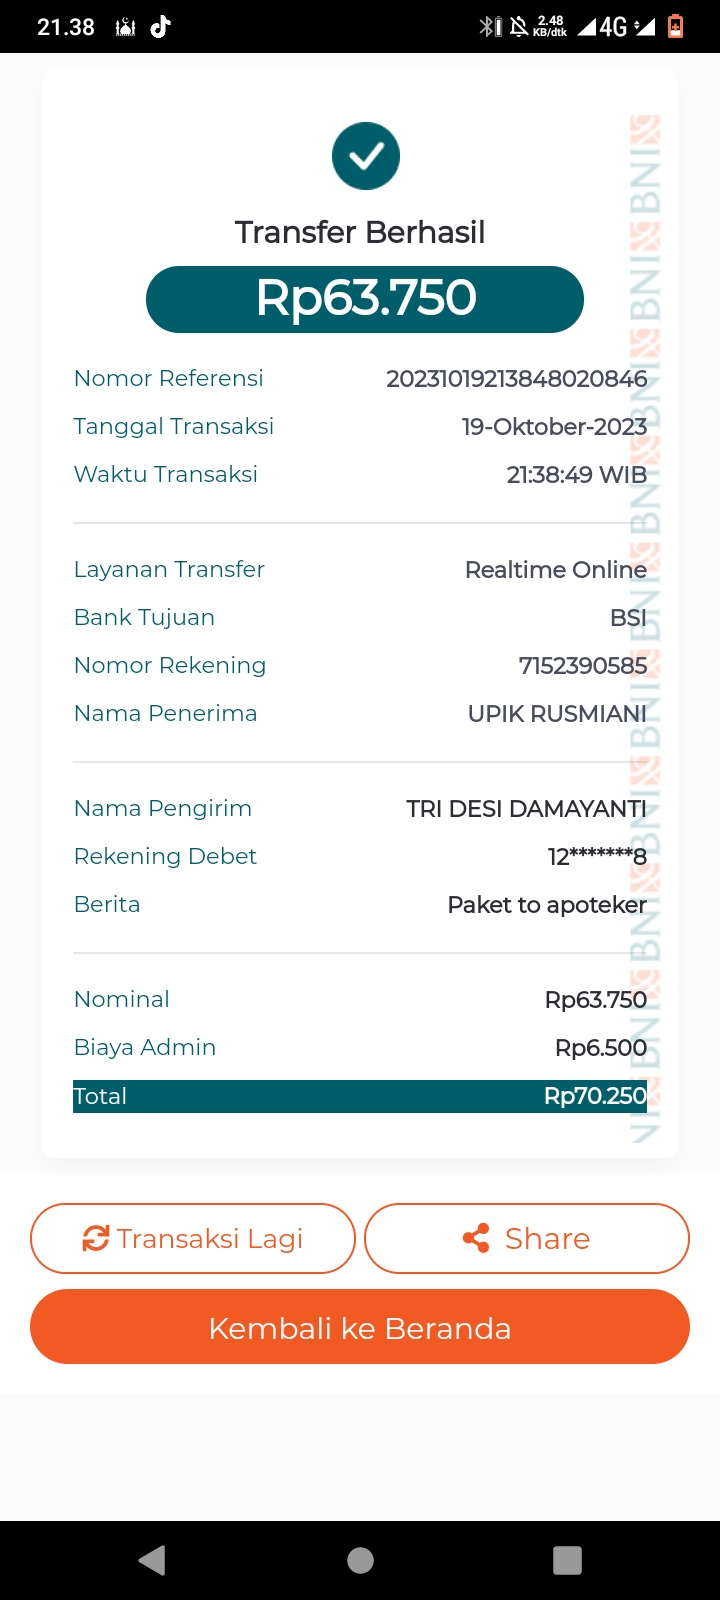 21.38
2.48
KB/dtk
4G
Transfer Berhasil
Rp63.750
Nomor Referensi 20231019213848020846
Tanggal Transaksi 19-Oktober-2023
Waktu Transaksi 21:38:49 WIB
Layanan Transfer Realtime Online
Bank Tujuan BSI
Nomor Rekening 7152390585
Nama Penerima UPIK RUSMIANI
Nama Pengirim TRI DESI DAMAYANTI
Rekening Debet 12*******8
Berita Paket to apoteker
Nominal Rp63.750
Biaya Admin Rp6.500
Total Rp70.250
BNI BNI BNI BNI BNI BNI BNI BNI BNI NI
Transaksi Lagi
Share
Kembali ke Beranda